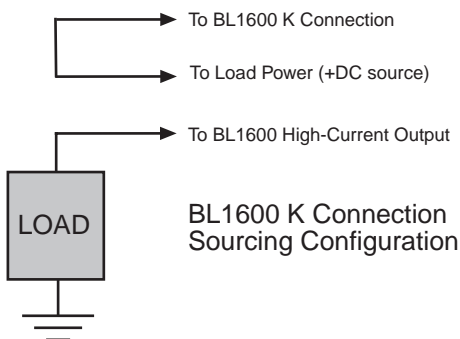 To BL1600 K Connection
To Load Power (+DC source)
To BL1600 High-Current Output
LOAD
BL1600 K Connection
Sourcing Configuration